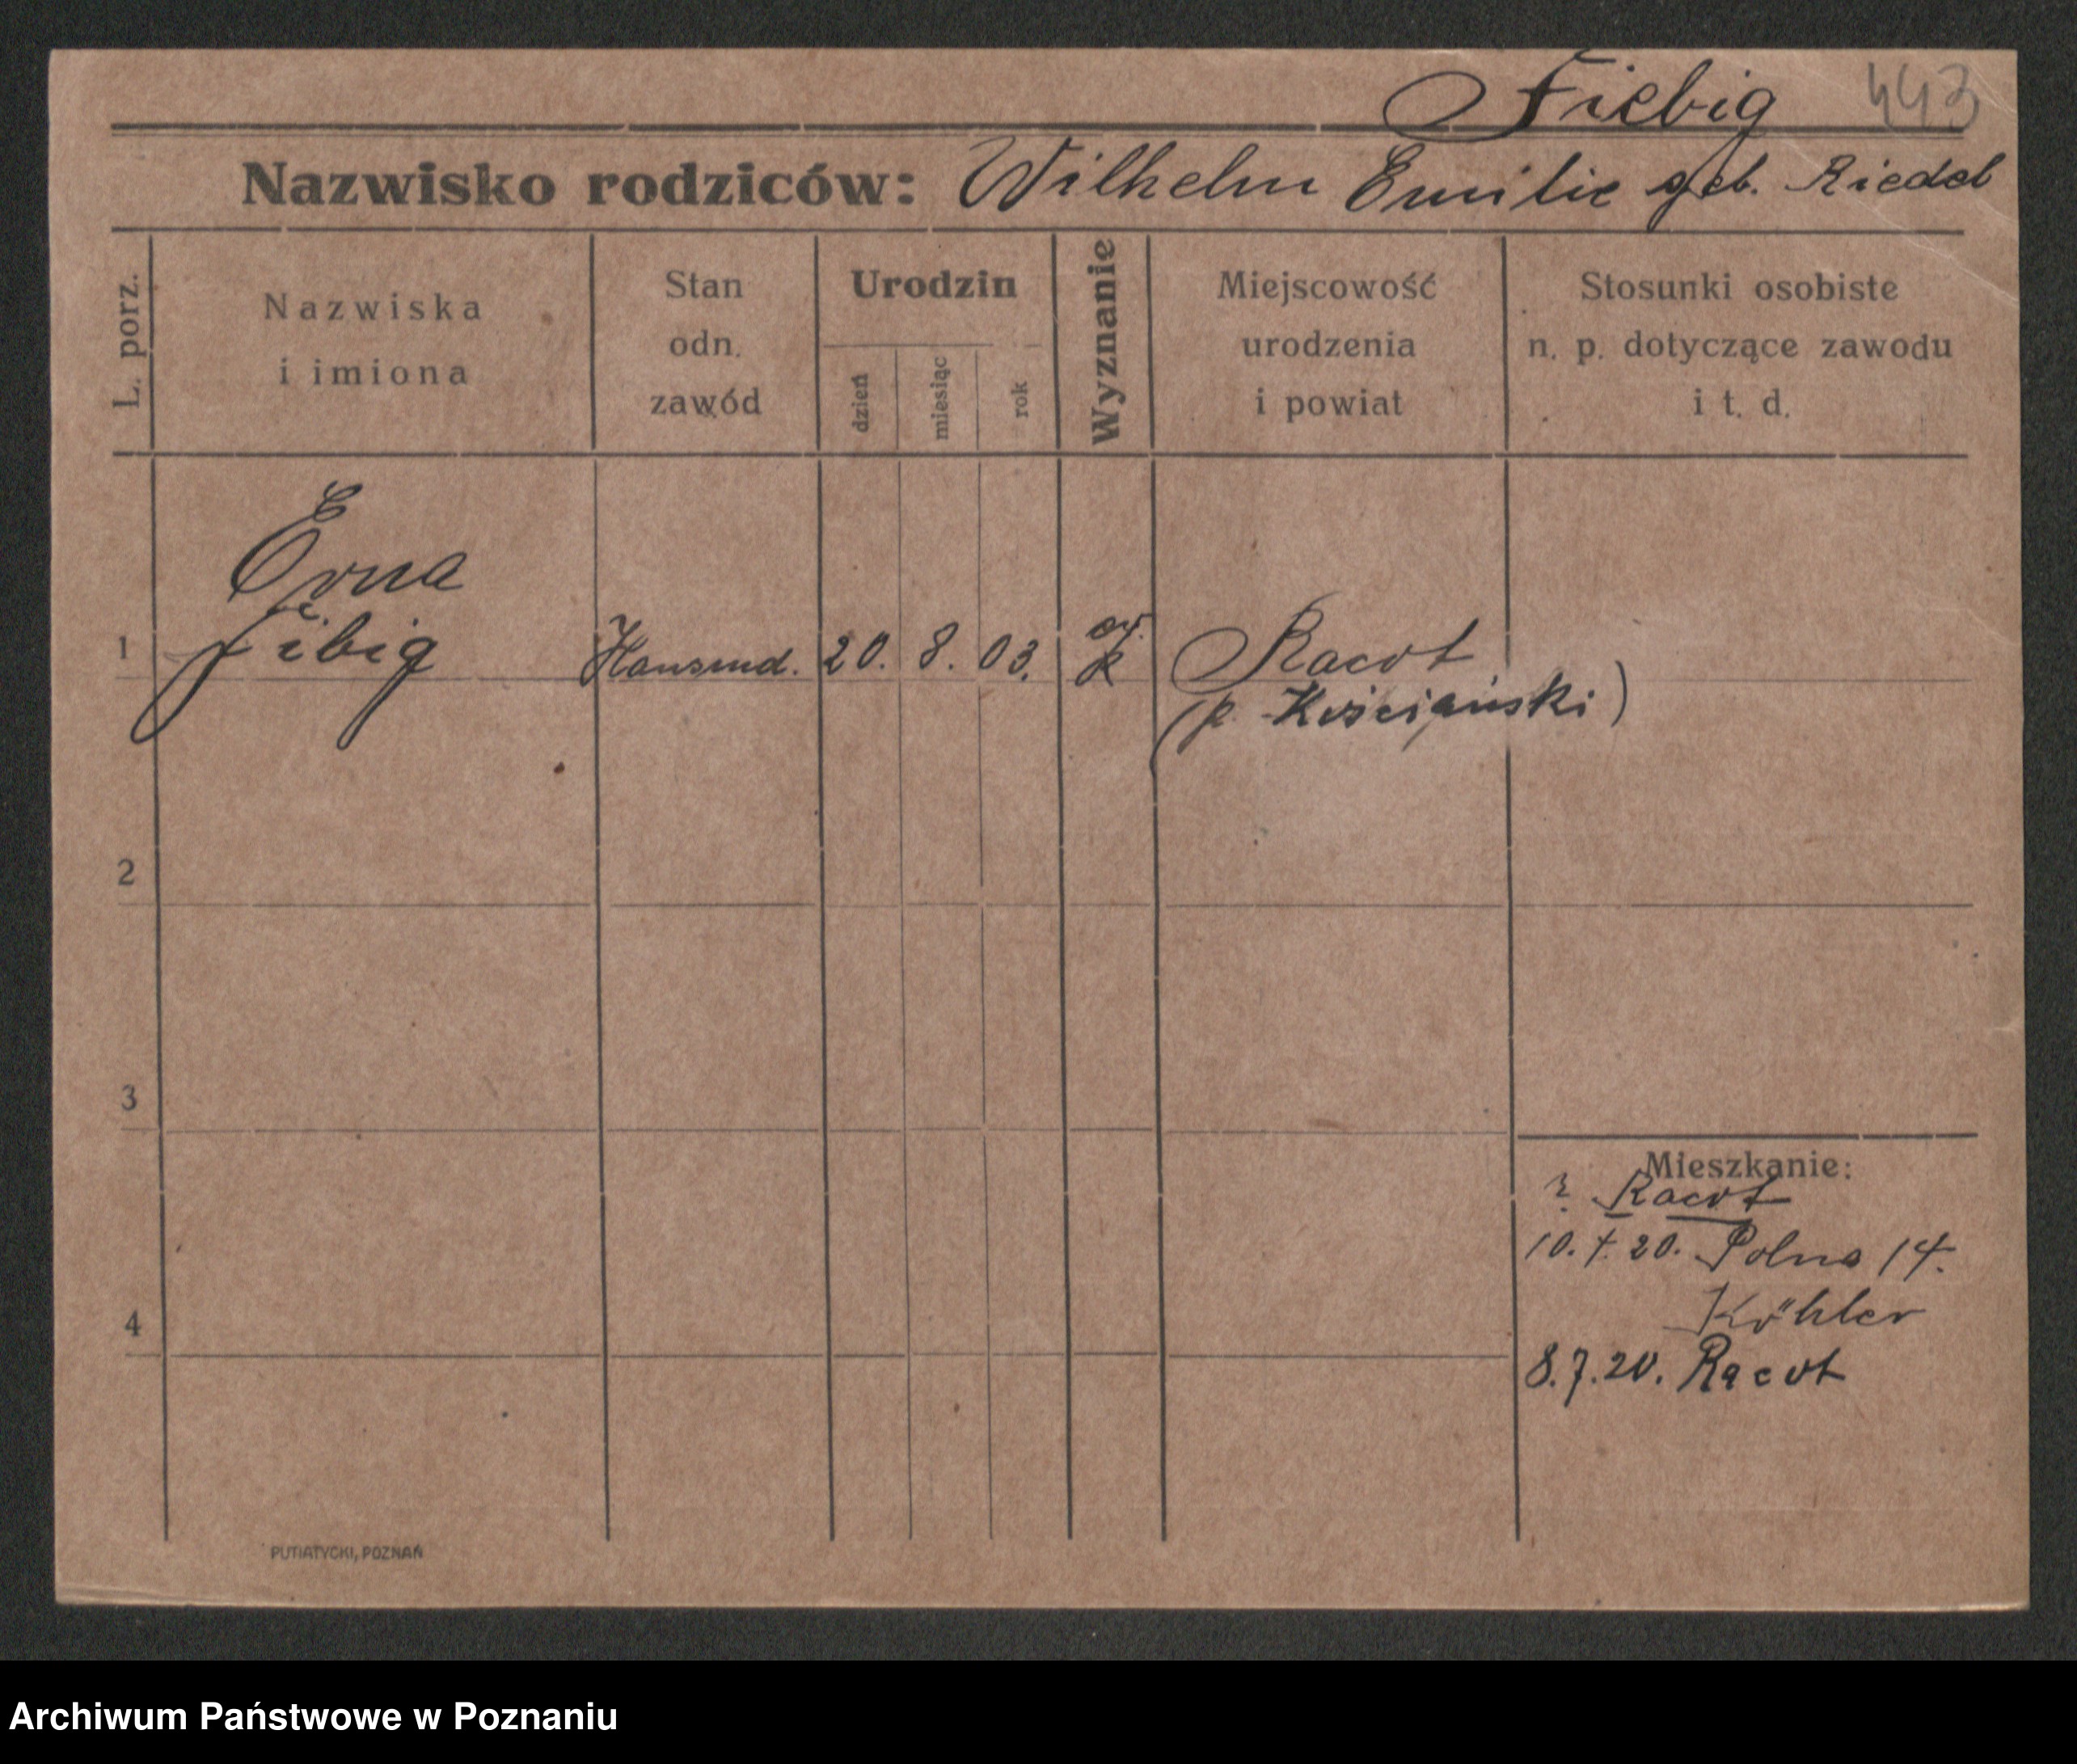 Fiebig 443
Nazwisko rodziców: Wilhelm Emilie geb. Riedel
L. porz.
Nazwiska
i imiona
Stan
odn.
zawód
Urodzin
dzień
miesiąc
rok
Wyznanie
Miejscowość
urodzenia
i powiat
Stosunki osobiste
n. p. dotyczące zawodu
i t. d.
Erna
1 Fibig Hausmd. 20. 8. 03. ev. Racot
(p. Kościański)
2
3
Mieszkanie:
Racot
10. 4. 20. Polna 14.
Köhler
4
8.7.20. Racot
PUTIATYCKI, POZNAŃ
Archiwum Państwowe w Poznaniu